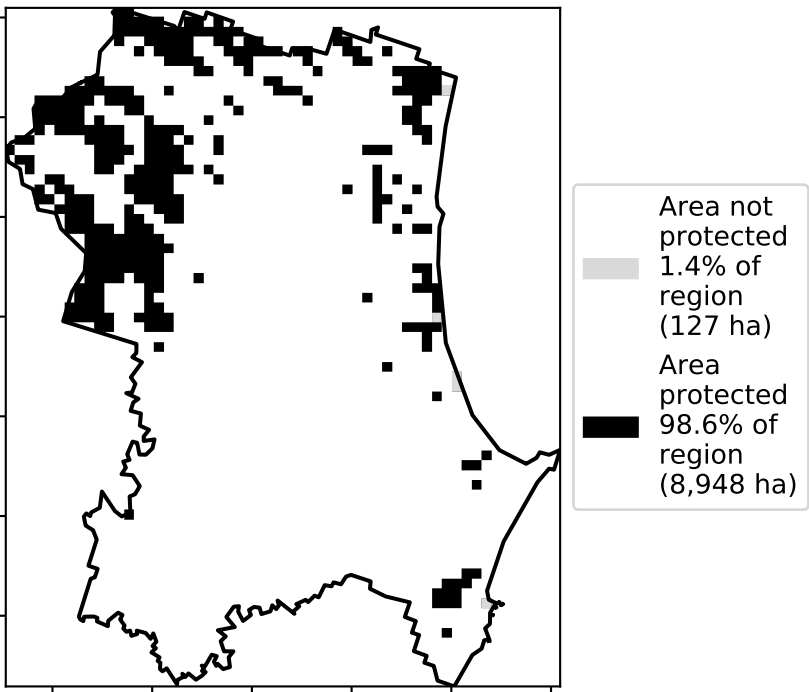 Area not
protected
1.4% of
region
(127 ha)
Area
protected
98.6% of
region
(8,948 ha)